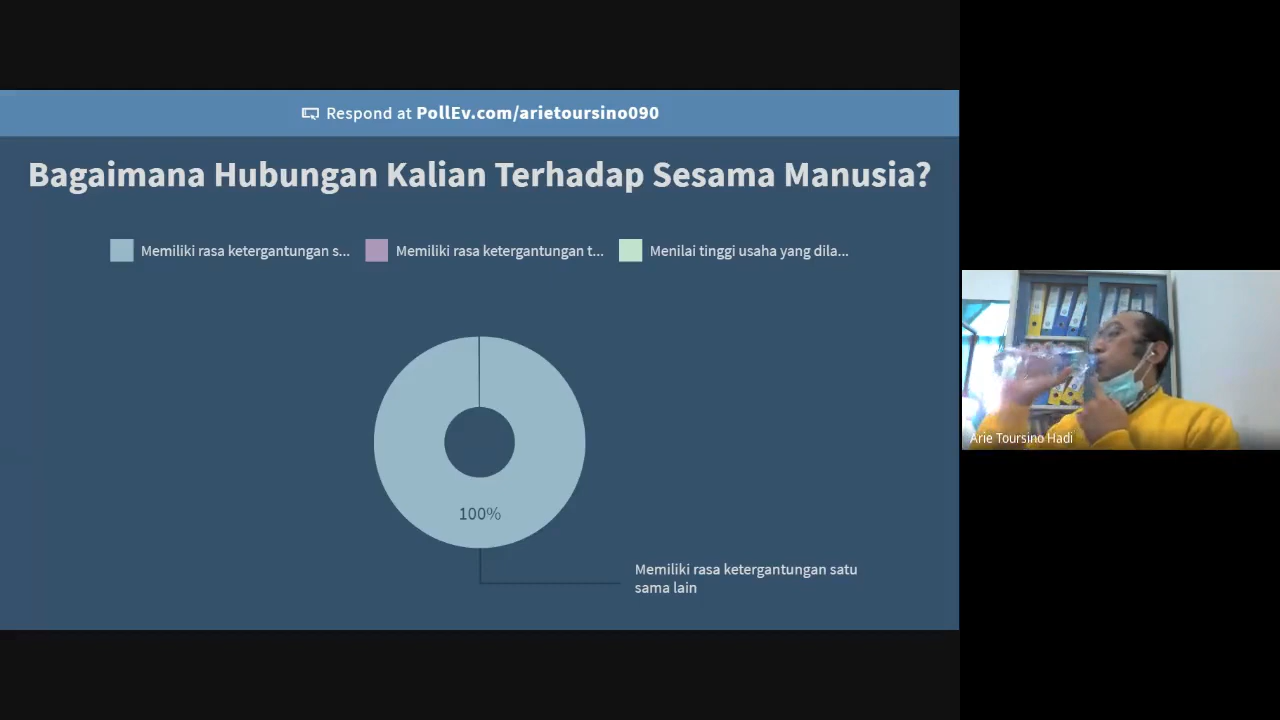 Respond at PollEv.com/arietoursino090
Bagaimana Hubungan Kalian Terhadap Sesama Manusia?
Memiliki rasa ketergantungan s...
Memiliki rasa ketergantungan t...
Menilai tinggi usaha yang dila...
100%
Memiliki rasa ketergantungan satu
sama lain
Arie Toursino Hadi